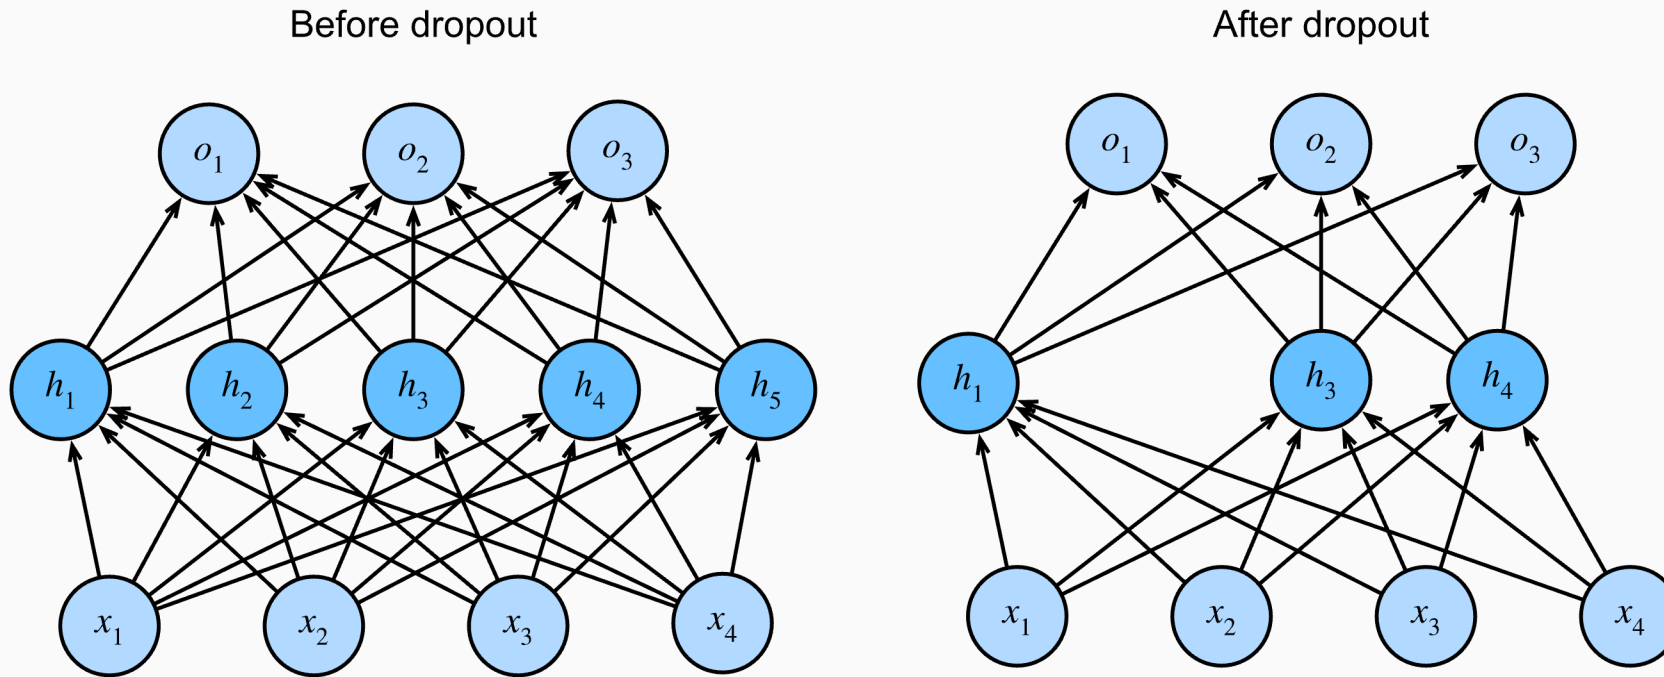 Before dropout
After dropout
o1 o2 o3
o1 o2 o3
h1 h2 h3 h4 h5
h1 h3 h4
x1 x2 x3 x4
x1 x2 x3 x4